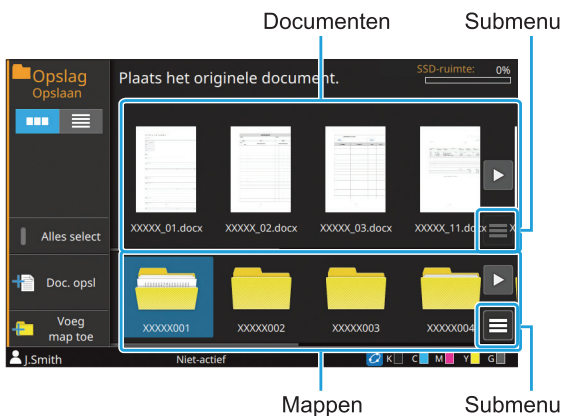 Documenten
Submenu
Opslag
Opslaan
Plaats het originele document.
SSD-ruimte:
0%
XXXXX_01.docx
XXXXX_02.docx
XXXXX_03.docx
XXXXX_11.docx
X
Alles select
Doc. opsl
Voeg
map toe
XXXXX001
XXXXX002
XXXXX003
XXXXX004
J.Smith
Niet-actief
K
C
M
Y
G
Mappen
Submenu